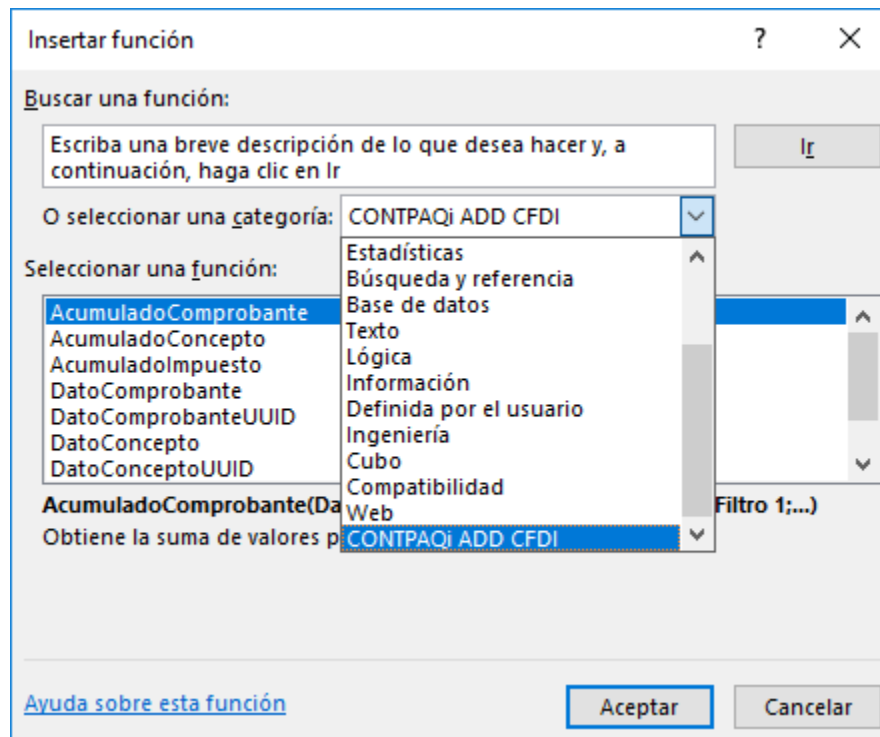 Insertar función
?
Buscar una función:
Escriba una breve descripción de lo que desea hacer y, a
continuación, haga clic en Ir
Ir
O seleccionar una categoría:
CONTPAQi ADD CFDI
Estadísticas
Búsqueda y referencia
Base de datos
Texto
Lógica
Información
Definida por el usuario
Ingeniería
Cubo
Compatibilidad
Web
CONTPAQi ADD CFDI
Seleccionar una función:
AcumuladoComprobante
AcumuladoConcepto
AcumuladoImpuesto
DatoComprobante
DatoComprobanteUUID
DatoConcepto
DatoConceptoUUID
AcumuladoComprobante(Da Filtro 1;...)
Obtiene la suma de valores p
Ayuda sobre esta función
Aceptar
Cancelar